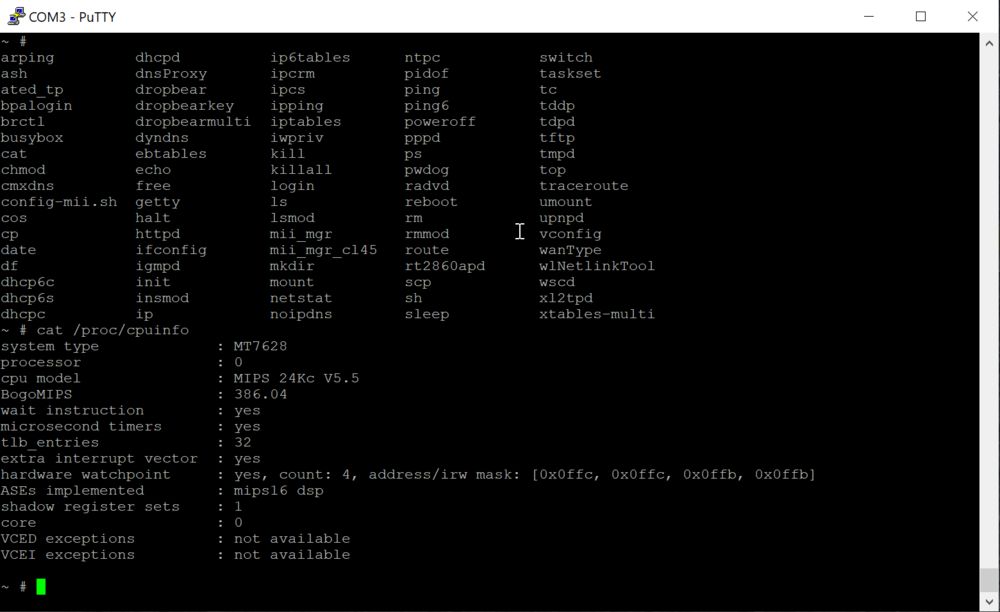 COM3 - PuTTY
~ #
arping dhcpd ip6tables ntpc switch
ash dnsProxy ipcrm pidof taskset
ated_tp dropbear ipcs ping tc
bpalogin dropbearkey ipping ping6 tddp
brctl dropbearmulti iptables poweroff tdpd
busybox dyndns iwpriv pppd tftp
cat ebtables kill ps tmpd
chmod echo killall pwdog top
cmxdns free login radvd traceroute
config-mii.sh getty ls reboot umount
cos halt lsmod rm upnpd
cp httpd mii_mgr rmmod vconfig
date ifconfig mii_mgr_cl45 route wanType
df igmpd mkdir rt2860apd wlNetlinkTool
dhcp6c init mount scp wscd
dhcp6s insmod netstat sh xl2tpd
dhcpc ip noipdns sleep xtables-multi
~ # cat /proc/cpuinfo
system type : MT7628
processor : 0
cpu model : MIPS 24Kc V5.5
BogoMIPS : 386.04
wait instruction : yes
microsecond timers : yes
tlb_entries : 32
extra interrupt vector : yes
hardware watchpoint : yes, count: 4, address/irw mask: [0x0ffc, 0x0ffc, 0x0ffb, 0x0ffb]
ASEs implemented : mips16 dsp
shadow register sets : 1
core : 0
VCED exceptions : not available
VCEI exceptions : not available
~ #